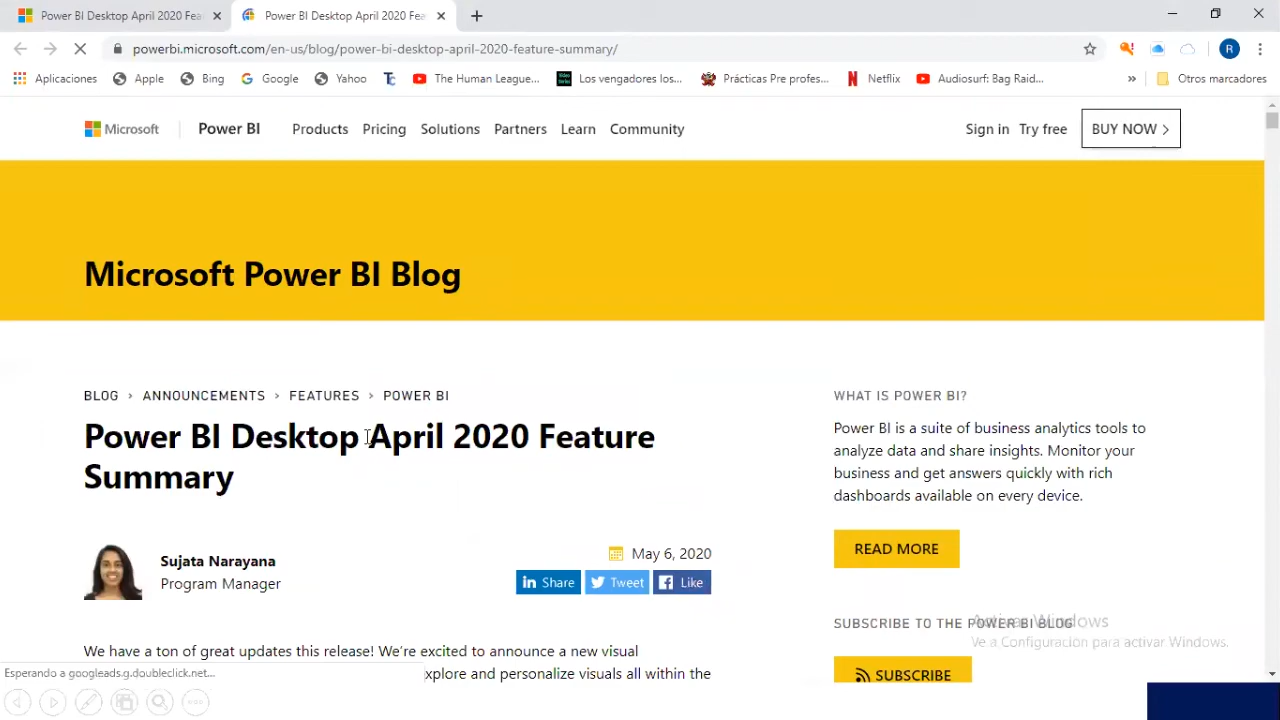 Power BI Desktop April 2020 Fea
Power BI Desktop April 2020 Fea
powerbi.microsoft.com/en-us/blog/power-bi-desktop-april-2020-feature-summary/
R
Aplicaciones Apple Bing Google Yahoo The Human League... Los vengadores los... Prácticas Pre profes... Netflix Audiosurf: Bag Raid... » Otros marcadores
Microsoft Power BI Products Pricing Solutions Partners Learn Community Sign in Try free BUY NOW >
Microsoft Power BI Blog
BLOG > ANNOUNCEMENTS > FEATURES > POWER BI
Power BI Desktop April 2020 Feature
Summary
Sujata Narayana
Program Manager
May 6, 2020
Share Tweet Like
We have a ton of great updates this release! We're excited to announce a new visual
xplore and personalize visuals all within the
WHAT IS POWER BI?
Power BI is a suite of business analytics tools to
analyze data and share insights. Monitor your
business and get answers quickly with rich
dashboards available on every device.
READ MORE
SUBSCRIBE TO THE POWER BI BLOG
SUBSCRIBE
Activar Windows
Ve a Configuración para activar Windows.
Esperando a googleads.g.doubleclick.net...